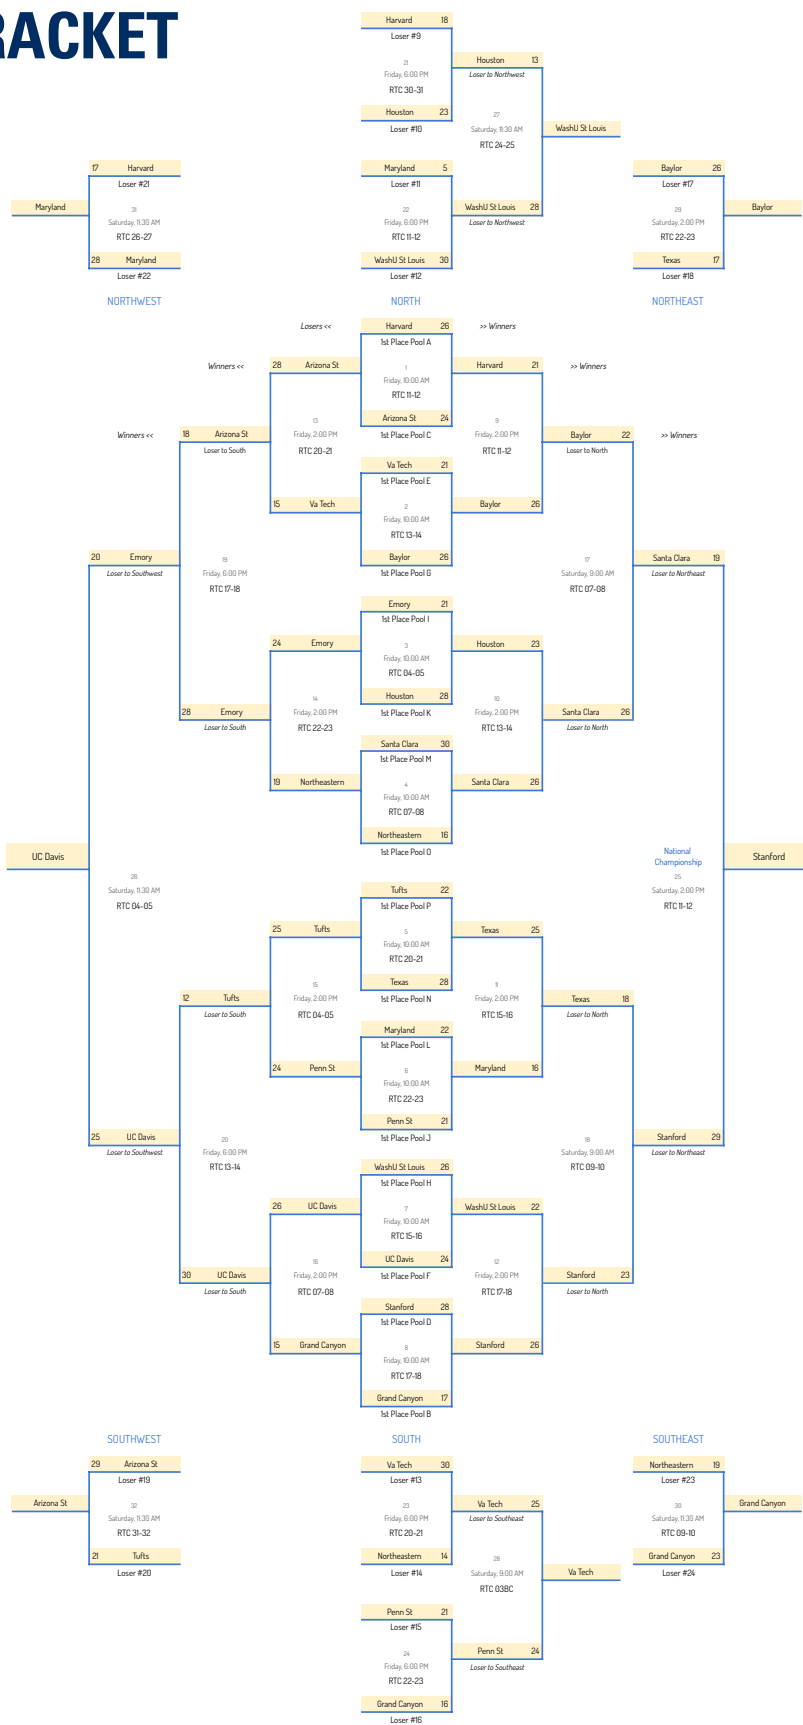 RACKET
Harvard 18
Loser #9
21
Friday, 6:00 PM
RTC 30-31
Houston 23
Loser #10
Houston 13
Loser to Northwest
27
Saturday, 11:30 AM
RTC 24-25
WashU St Louis
Maryland 5
Loser #11
22
Friday, 6:00 PM
RTC 11-12
WashU St Louis 30
Loser #12
WashU St Louis 28
Loser to Northwest
17 Harvard
Loser #21
Maryland
31
Saturday, 11:30 AM
RTC 26-27
28 Maryland
Loser #22
Baylor 26
Loser #17
Baylor
29
Saturday, 2:00 PM
RTC 22-23
Texas 17
Loser #18
NORTHWEST
NORTH
NORTHEAST
Losers <<
>> Winners
Winners <<
>> Winners
Winners <<
>> Winners
Harvard 26
1st Place Pool A
1
Friday, 10:00 AM
RTC 11-12
Arizona St 24
1st Place Pool C
28 Arizona St
Harvard 21
13
Friday, 2:00 PM
RTC 20-21
9
Friday, 2:00 PM
RTC 11-12
18 Arizona St
Loser to South
Baylor 22
Loser to North
Va Tech 21
1st Place Pool E
2
Friday, 10:00 AM
RTC 13-14
Baylor 26
1st Place Pool G
15 Va Tech
Baylor 26
20 Emory
Loser to Southwest
19
Friday, 6:00 PM
RTC 17-18
17
Saturday, 9:00 AM
RTC 07-08
Santa Clara 19
Loser to Northeast
Emory 21
1st Place Pool I
3
Friday, 10:00 AM
RTC 04-05
Houston 28
1st Place Pool K
24 Emory
Houston 23
14
Friday, 2:00 PM
RTC 22-23
10
Friday, 2:00 PM
RTC 13-14
28 Emory
Loser to South
Santa Clara 26
Loser to North
Santa Clara 30
1st Place Pool M
4
Friday, 10:00 AM
RTC 07-08
Northeastern 16
1st Place Pool O
19 Northeastern
Santa Clara 26
UC Davis
26
Saturday, 11:30 AM
RTC 04-05
National
Championship
25
Saturday, 2:00 PM
RTC 11-12
Stanford
Tufts 22
1st Place Pool P
5
Friday, 10:00 AM
RTC 20-21
Texas 28
1st Place Pool N
25 Tufts
Texas 25
15
Friday, 2:00 PM
RTC 04-05
11
Friday, 2:00 PM
RTC 15-16
12 Tufts
Loser to South
Texas 18
Loser to North
Maryland 22
1st Place Pool L
6
Friday, 10:00 AM
RTC 22-23
Penn St 21
1st Place Pool J
24 Penn St
Maryland 16
25 UC Davis
Loser to Southwest
20
Friday, 6:00 PM
RTC 13-14
18
Saturday, 9:00 AM
RTC 09-10
Stanford 29
Loser to Northeast
WashU St Louis 26
1st Place Pool H
7
Friday, 10:00 AM
RTC 15-16
UC Davis 24
1st Place Pool F
26 UC Davis
WashU St Louis 22
16
Friday, 2:00 PM
RTC 07-08
12
Friday, 2:00 PM
RTC 17-18
30 UC Davis
Loser to South
Stanford 23
Loser to North
Stanford 28
1st Place Pool D
8
Friday, 10:00 AM
RTC 17-18
Grand Canyon 17
1st Place Pool B
15 Grand Canyon
Stanford 26
SOUTHWEST
SOUTH
SOUTHEAST
29 Arizona St
Loser #19
Arizona St
32
Saturday, 11:30 AM
RTC 31-32
21 Tufts
Loser #20
Va Tech 30
Loser #13
23
Friday, 6:00 PM
RTC 20-21
Northeastern 14
Loser #14
Va Tech 25
Loser to Southeast
28
Saturday, 9:00 AM
RTC 03BC
Va Tech
Northeastern 19
Loser #23
Grand Canyon
30
Saturday, 11:30 AM
RTC 09-10
Grand Canyon 23
Loser #24
Penn St 21
Loser #15
24
Friday, 6:00 PM
RTC 22-23
Grand Canyon 16
Loser #16
Penn St 24
Loser to Southeast